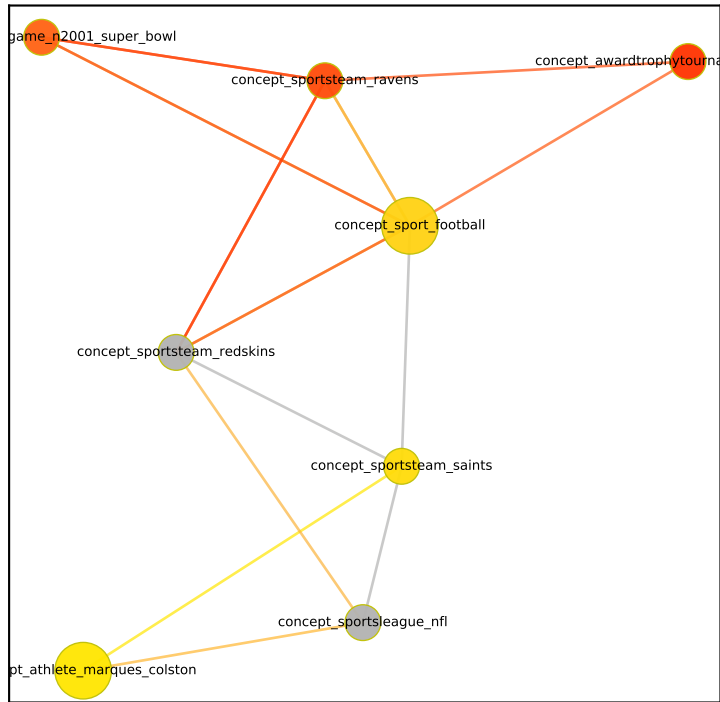 game_n2001_super_bowl
concept_awardtrophytourna
concept_sportsteam_ravens
concept_sport_football
concept_sportsteam_redskins
concept_sportsteam_saints
concept_sportsleague_nfl
pt_athlete_marques_colston